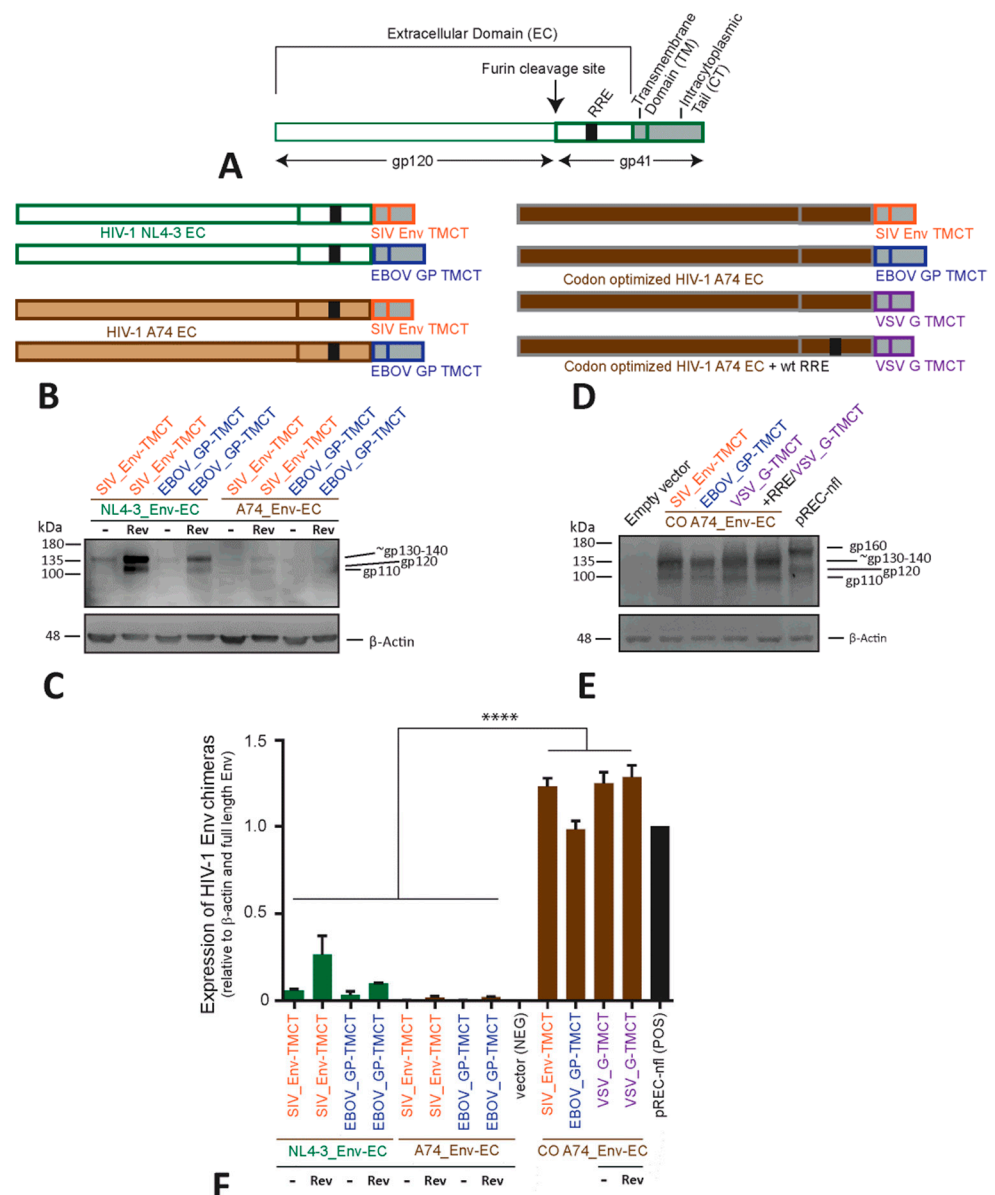 Extracellular Domain (EC)
Furin cleavage site
RRE
Transmembrane
Domain (TM)
Intracytoplasmic
Tail (CT)
gp120
gp41
A
HIV-1 NL4-3 EC
SIV Env TMCT
EBOV GP TMCT
HIV-1 A74 EC
SIV Env TMCT
EBOV GP TMCT
B
SIV Env TMCT
Codon optimized HIV-1 A74 EC
EBOV GP TMCT
VSV G TMCT
Codon optimized HIV-1 A74 EC + wt RRE
VSV G TMCT
D
SIV_Env-TMCT
SIV_Env-TMCT
EBOV_GP-TMCT
EBOV_GP-TMCT
SIV_Env-TMCT
SIV_Env-TMCT
EBOV_GP-TMCT
EBOV_GP-TMCT
NL4-3_Env-EC
A74_Env-EC
kDa
- Rev - Rev - Rev - Rev
180
135
100
~gp130-140
gp120
gp110
48
β-Actin
C
Empty vector
SIV_Env-TMCT
EBOV_GP-TMCT
VSV_G-TMCT
+RRE/VSV_G-TMCT
pREC-nfl
CO A74_Env-EC
kDa
180
135
100
gp160
~gp130-140
gp120
gp110
48
β-Actin
E
Expression of HIV-1 Env chimeras
(relative to β-actin and full length Env)
1.5
1.0
0.5
0
****
SIV_Env-TMCT
SIV_Env-TMCT
EBOV_GP-TMCT
EBOV_GP-TMCT
SIV_Env-TMCT
SIV_Env-TMCT
EBOV_GP-TMCT
EBOV_GP-TMCT
vector (NEG)
SIV_Env-TMCT
EBOV_GP-TMCT
VSV_G-TMCT
VSV_G-TMCT
pREC-nfl (POS)
NL4-3_Env-EC
A74_Env-EC
CO A74_Env-EC
- Rev - Rev - Rev - Rev - Rev